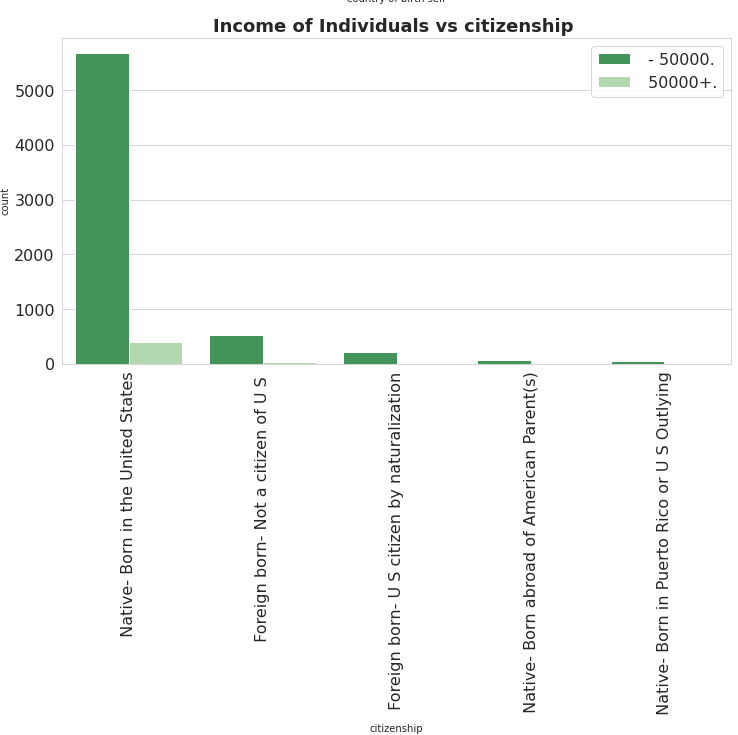 country of birth self
Income of Individuals vs citizenship
- 50000.
50000+.
5000
4000
3000
2000
1000
0
count
Native- Born in the United States
Foreign born- Not a citizen of U S
Foreign born- U S citizen by naturalization
Native- Born abroad of American Parent(s)
Native- Born in Puerto Rico or U S Outlying
citizenship